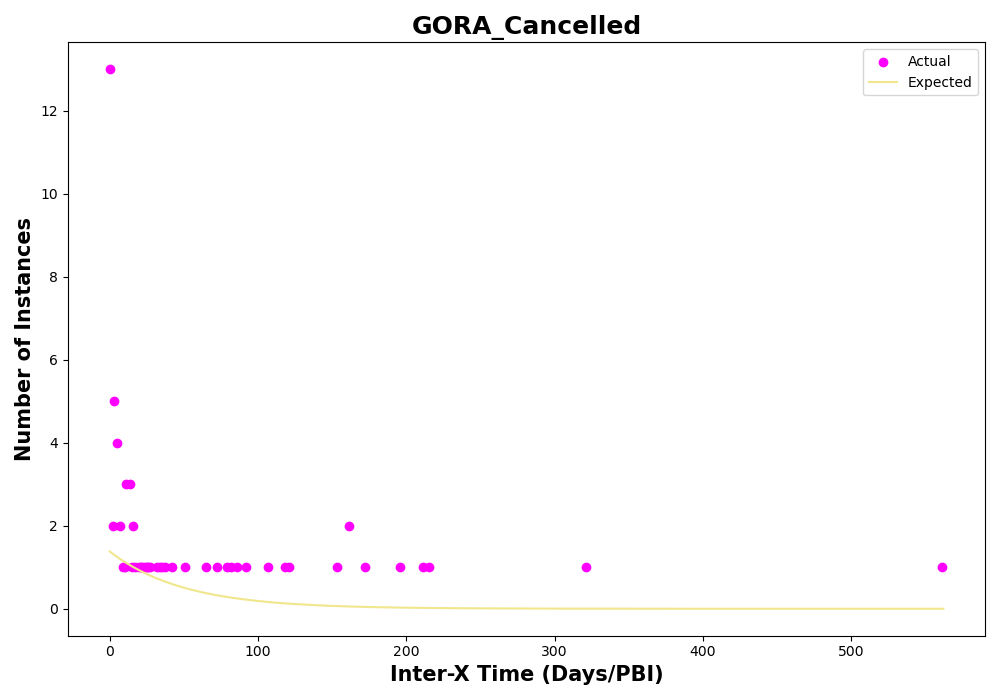 GORA_Cancelled
Actual
Expected
12
10
8
6
4
2
0
Number of Instances
0 100 200 300 400 500
Inter-X Time (Days/PBI)